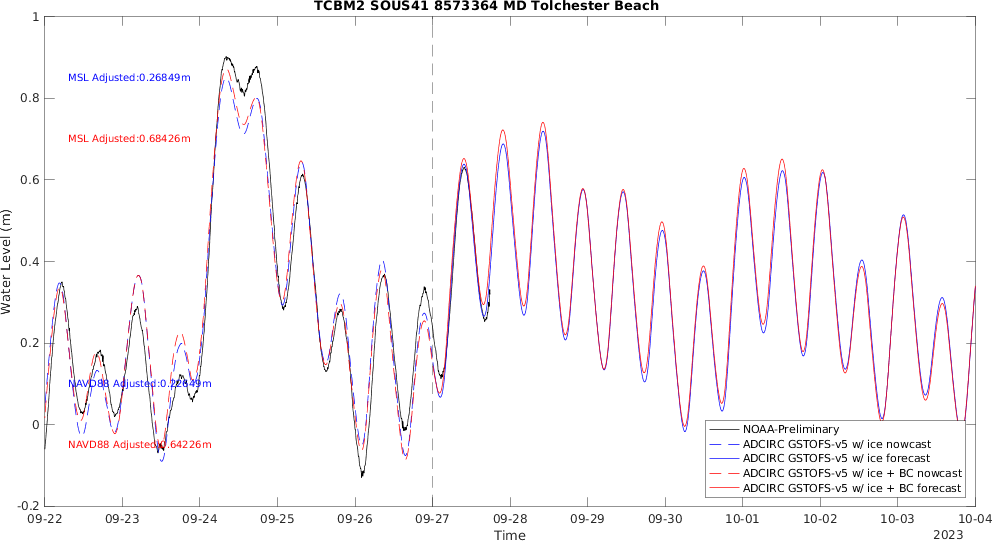 TCBM2 SOUS41 8573364 MD Tolchester Beach
Water Level (m)
1
0.8
0.6
0.4
0.2
0
-0.2
MSL Adjusted:0.26849m
MSL Adjusted:0.68426m
NAVD88 Adjusted:0.22649m
NAVD88 Adjusted:0.64226m
NOAA-Preliminary
ADCIRC GSTOFS-v5 w/ ice nowcast
ADCIRC GSTOFS-v5 w/ ice forecast
ADCIRC GSTOFS-v5 w/ ice + BC nowcast
ADCIRC GSTOFS-v5 w/ ice + BC forecast
09-22 09-23 09-24 09-25 09-26 09-27 09-28 09-29 09-30 10-01 10-02 10-03 10-04
Time
2023